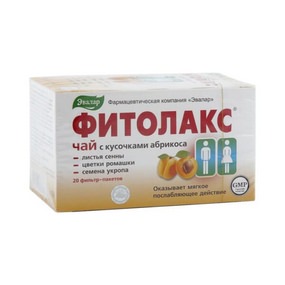 Эвалар
Фармацевтическая компания «Эвалар»
ФИТОЛАКС®
чай с кусочками абрикоса
листья сенны
цветки ромашки
семена укропа
20 фильтр-пакетов
Оказывает мягкое
послабляющее действие
GMP